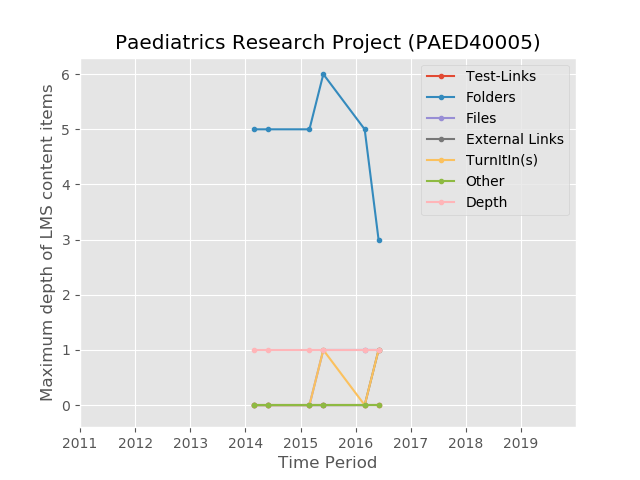 Paediatrics Research Project (PAED40005)
Maximum depth of LMS content items
6
5
4
3
2
1
0
Test-Links
Folders
Files
External Links
TurnItIn(s)
Other
Depth
2011 2012 2013 2014 2015 2016 2017 2018 2019
Time Period